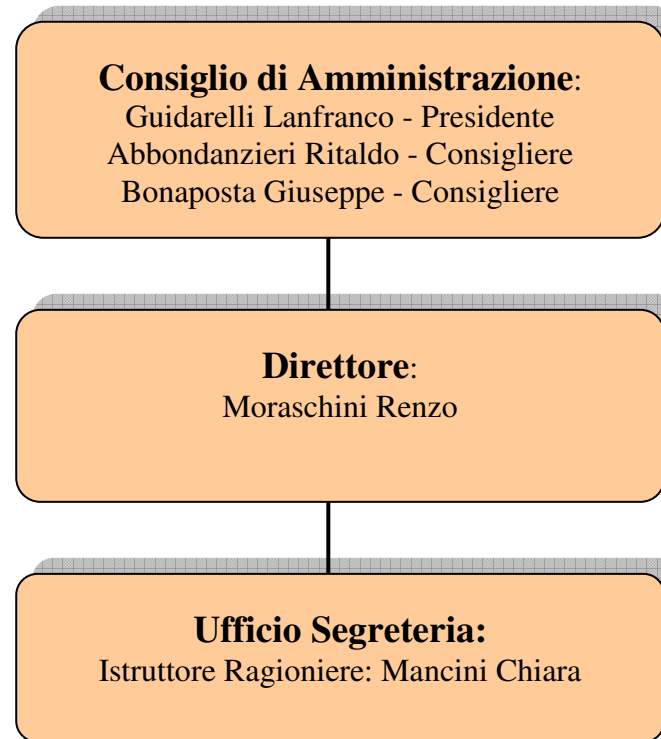 Consiglio di Amministrazione:
Guidarelli Lanfranco - Presidente
Abbondanzieri Ritaldo - Consigliere
Bonaposta Giuseppe - Consigliere
Direttore:
Moraschini Renzo
Ufficio Segreteria:
Istruttore Ragioniere: Mancini Chiara